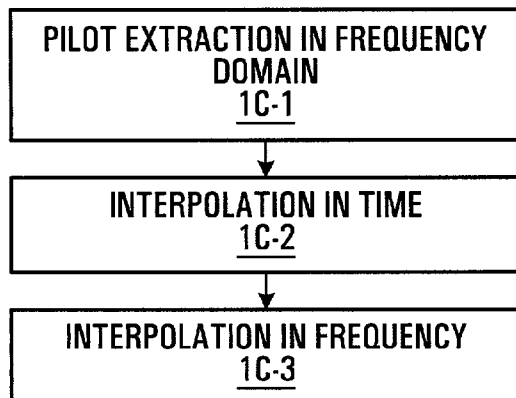 PILOT EXTRACTION IN FREQUENCY
DOMAIN
1C-1
INTERPOLATION IN TIME
1C-2
INTERPOLATION IN FREQUENCY
1C-3